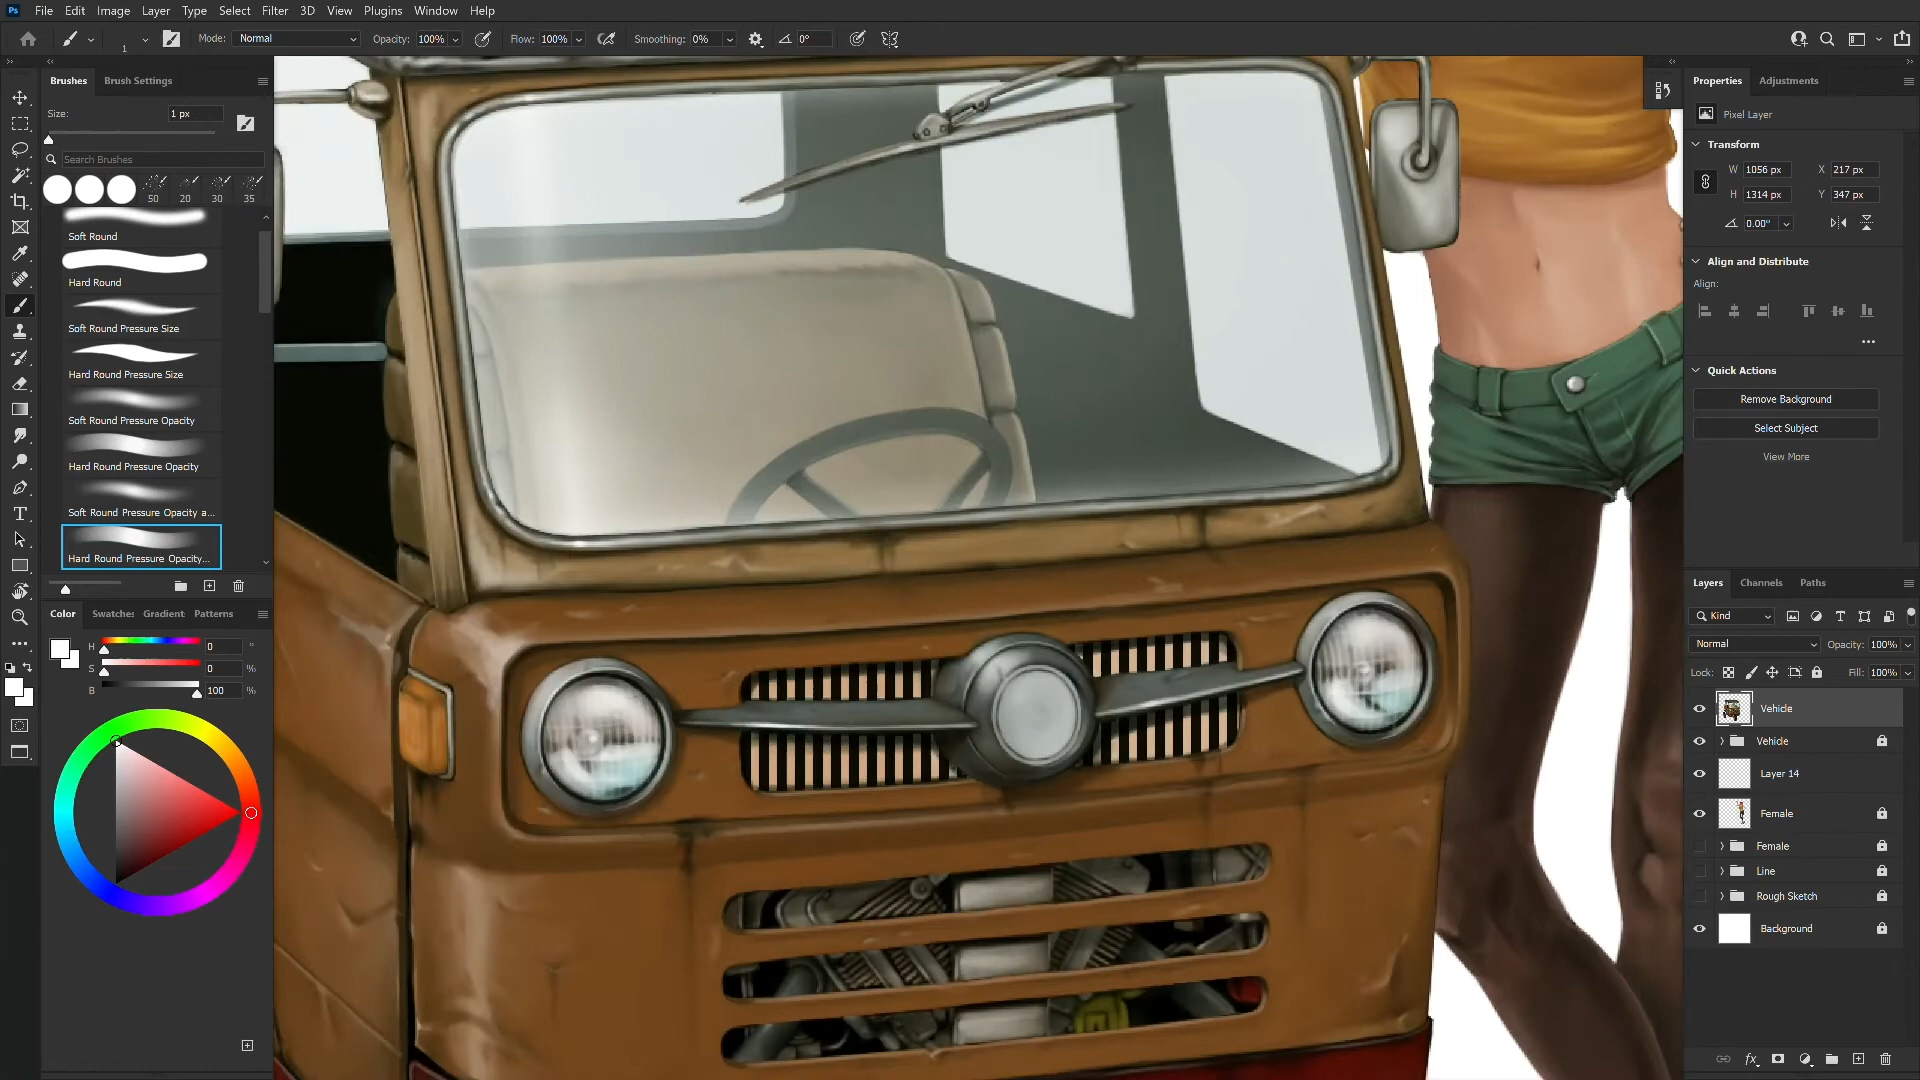 Ps File Edit Image Layer Type Select Filter 3D View Plugins Window Help
1 Mode: Normal Opacity: 100% Flow: 100% Smoothing: 0% 0°
Brushes Brush Settings
Size: 1 px
Search Brushes
50 20 30 35
Soft Round
Hard Round
Soft Round Pressure Size
Hard Round Pressure Size
Soft Round Pressure Opacity
Hard Round Pressure Opacity
Soft Round Pressure Opacity a...
Hard Round Pressure Opacity...
Color Swatches Gradient Patterns
H 0 °
S 0 %
B 100 %
Properties Adjustments
Pixel Layer
Transform
W 1056 px X 217 px
H 1314 px Y 347 px
0.00°
Align and Distribute
Align:
Quick Actions
Remove Background
Select Subject
View More
Layers Channels Paths
Kind
Normal Opacity: 100%
Lock: Fill: 100%
Vehicle
Vehicle
Layer 14
Female
Female
Line
Rough Sketch
Background